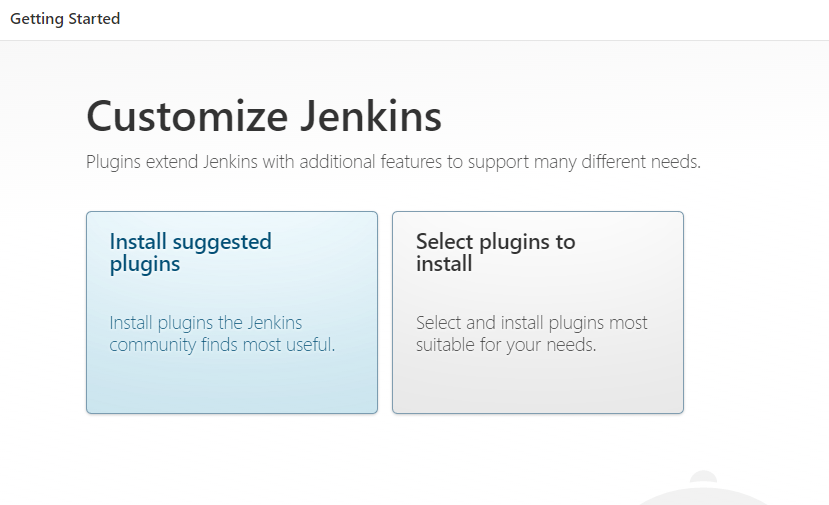 Getting Started
Customize Jenkins
Plugins extend Jenkins with additional features to support many different needs.
Install suggested
plugins
Install plugins the Jenkins
community finds most useful.
Select plugins to
install
Select and install plugins most
suitable for your needs.